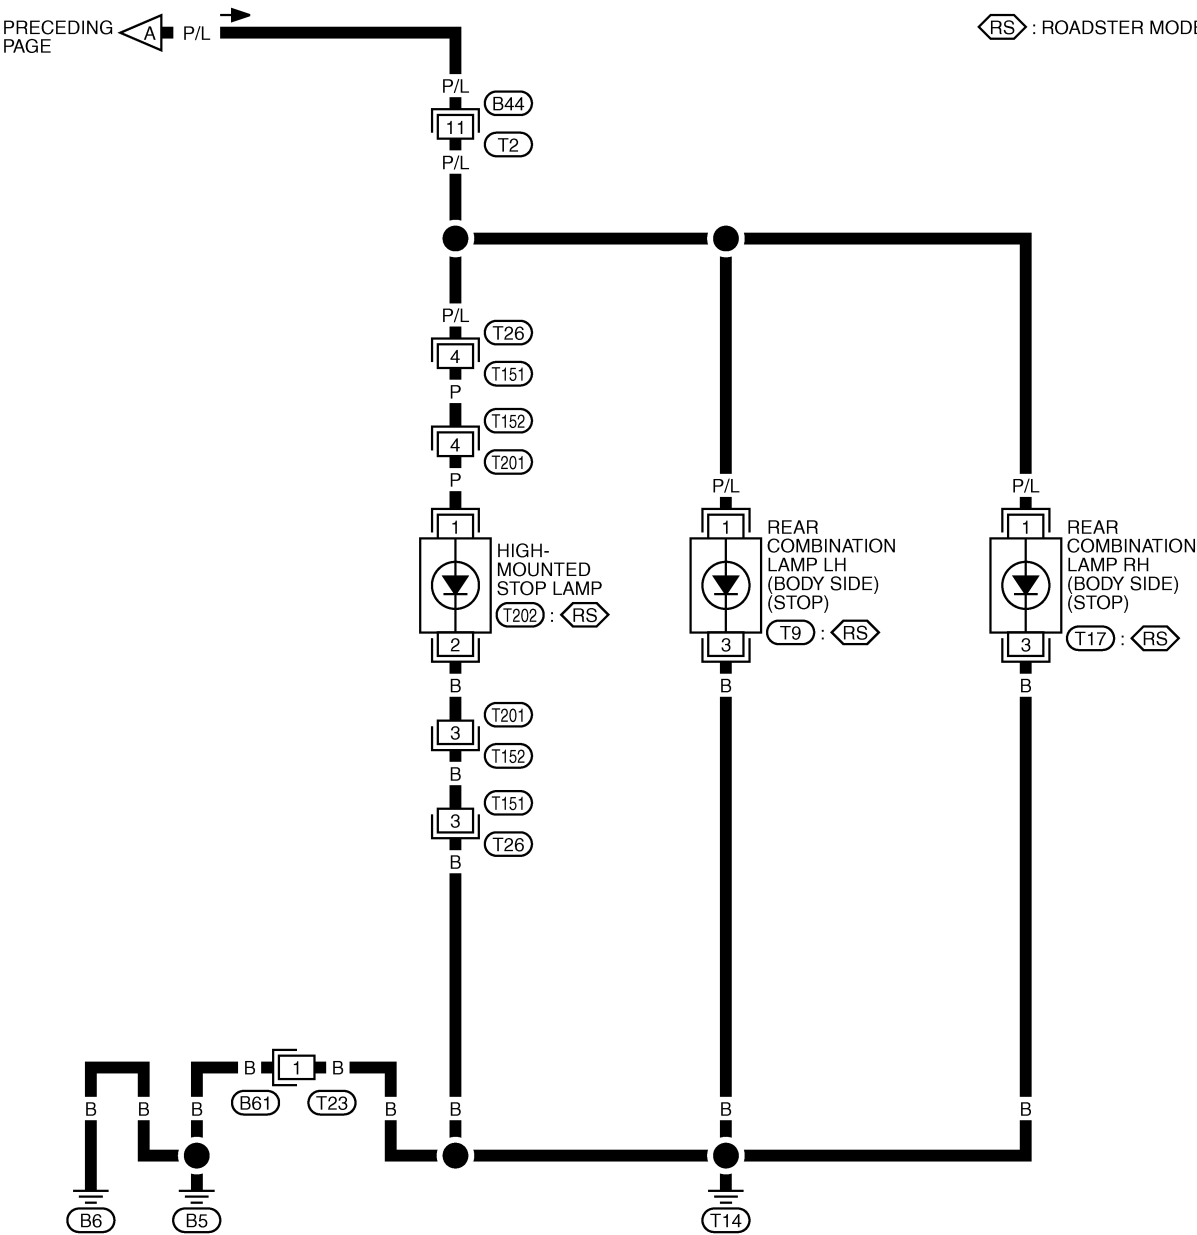 PRECEDING
PAGE
A
P/L
RS : ROADSTER MODE
P/L
B44
11
T2
P/L
P/L
T26
4
T151
P
T152
4
T201
P
P/L
P/L
1
HIGH-
MOUNTED
STOP LAMP
T202 : RS
2
1
REAR
COMBINATION
LAMP LH
(BODY SIDE)
(STOP)
T9 : RS
3
1
REAR
COMBINATION
LAMP RH
(BODY SIDE)
(STOP)
T17 : RS
3
B
B
B
T201
3
T152
B
T151
3
T26
B
B
1
B
B61
T23
B
B
B
B
B
B
B
B6
B5
T14